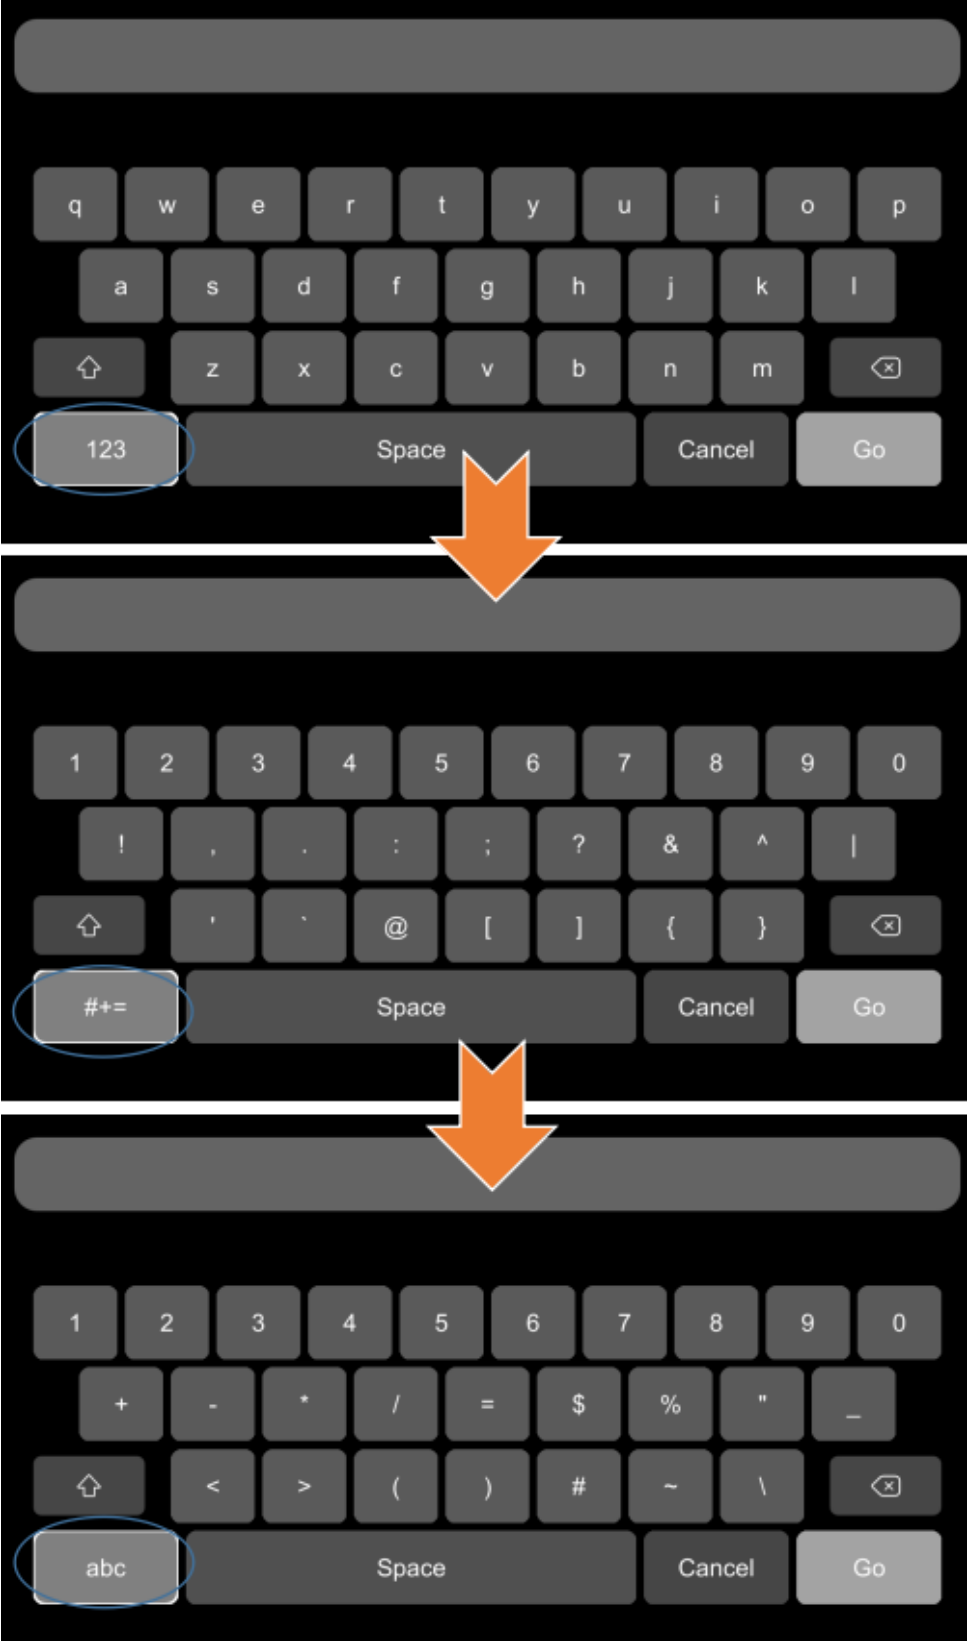 q w e r t y u i o p
a s d f g h j k l
z x c v b n m
123 Space Cancel Go
1 2 3 4 5 6 7 8 9 0
! , . : ; ? & ^ |
' ` @ [ ] { }
#+= Space Cancel Go
1 2 3 4 5 6 7 8 9 0
+ - * / = $ % " _
< > ( ) # ~ \
abc Space Cancel Go